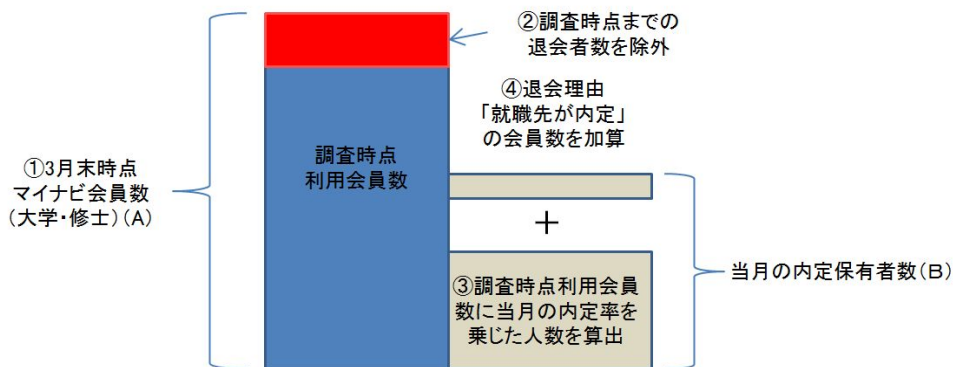 ②調査時点までの
退会者数を除外
④退会理由
「就職先が内定」
の会員数を加算
①3月末時点
マイナビ会員数
(大学・修士)(A)
調査時点
利用会員数
+
③調査時点利用会員
数に当月の内定率を
乗じた人数を算出
当月の内定保有者数(B)